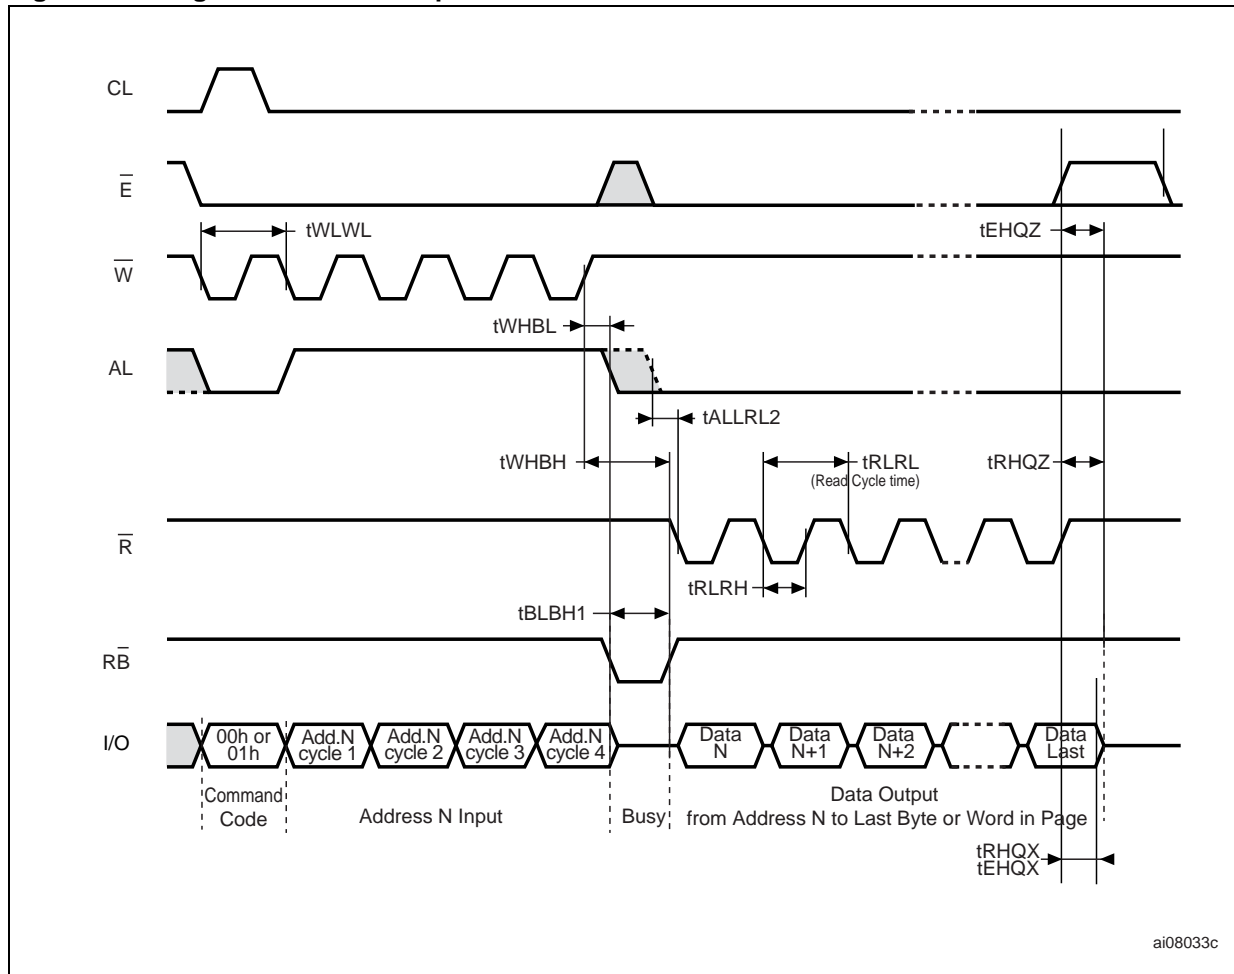 CL
E
tWLWL
tEHQZ
W
tWHBL
AL
tALLRL2
tWHBH
tRLRL
(Read Cycle time)
tRHQZ
R
tRLRH
tBLBH1
RB
I/O
00h or
01h
Add.N
cycle 1
Add.N
cycle 2
Add.N
cycle 3
Add.N
cycle 4
Data
N
Data
N+1
Data
N+2
Data
Last
Command
Code
Address N Input
Busy
Data Output
from Address N to Last Byte or Word in Page
tRHQX
tEHQX
ai08033c